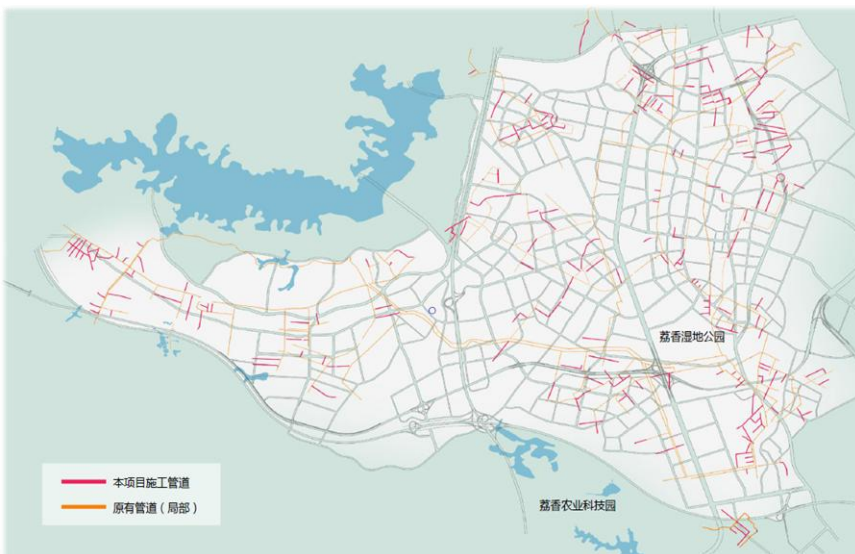 荔香湿地公园
本项目施工管道
原有管道（局部）
荔香农业科技园